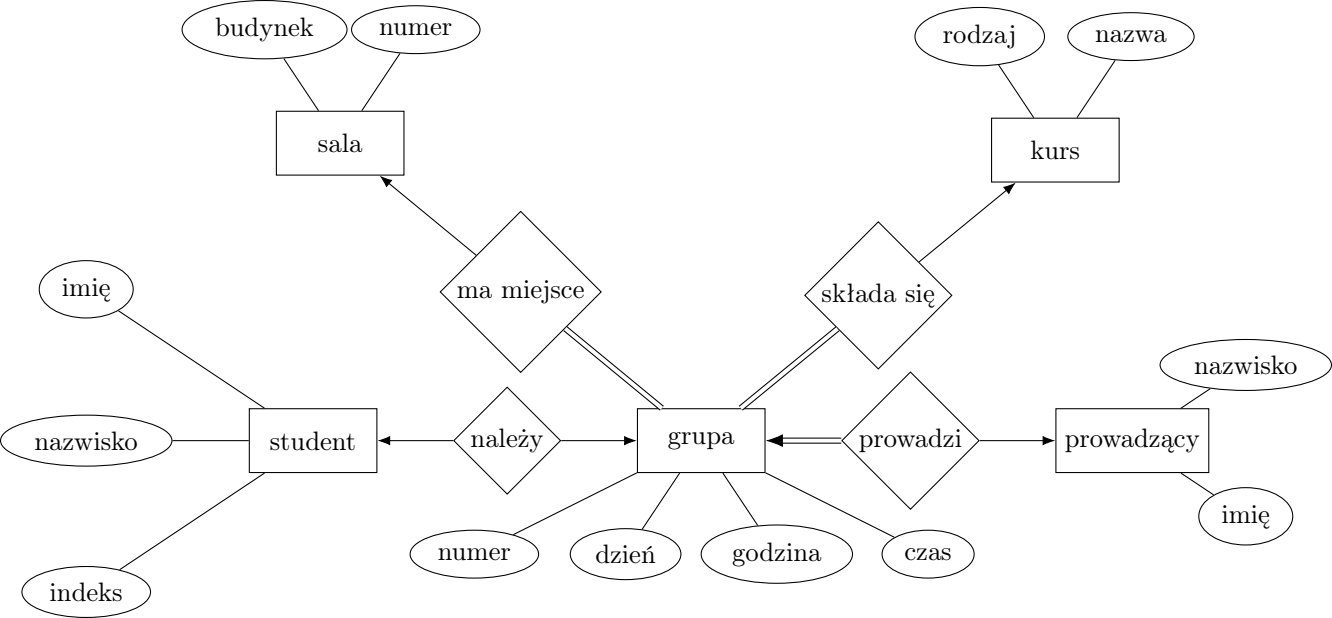 budynek
numer
rodzaj
nazwa
sala
kurs
imię
ma miejsce
składa się
nazwisko
nazwisko
student
należy
grupa
prowadzi
prowadzący
imię
numer
dzień
godzina
czas
indeks